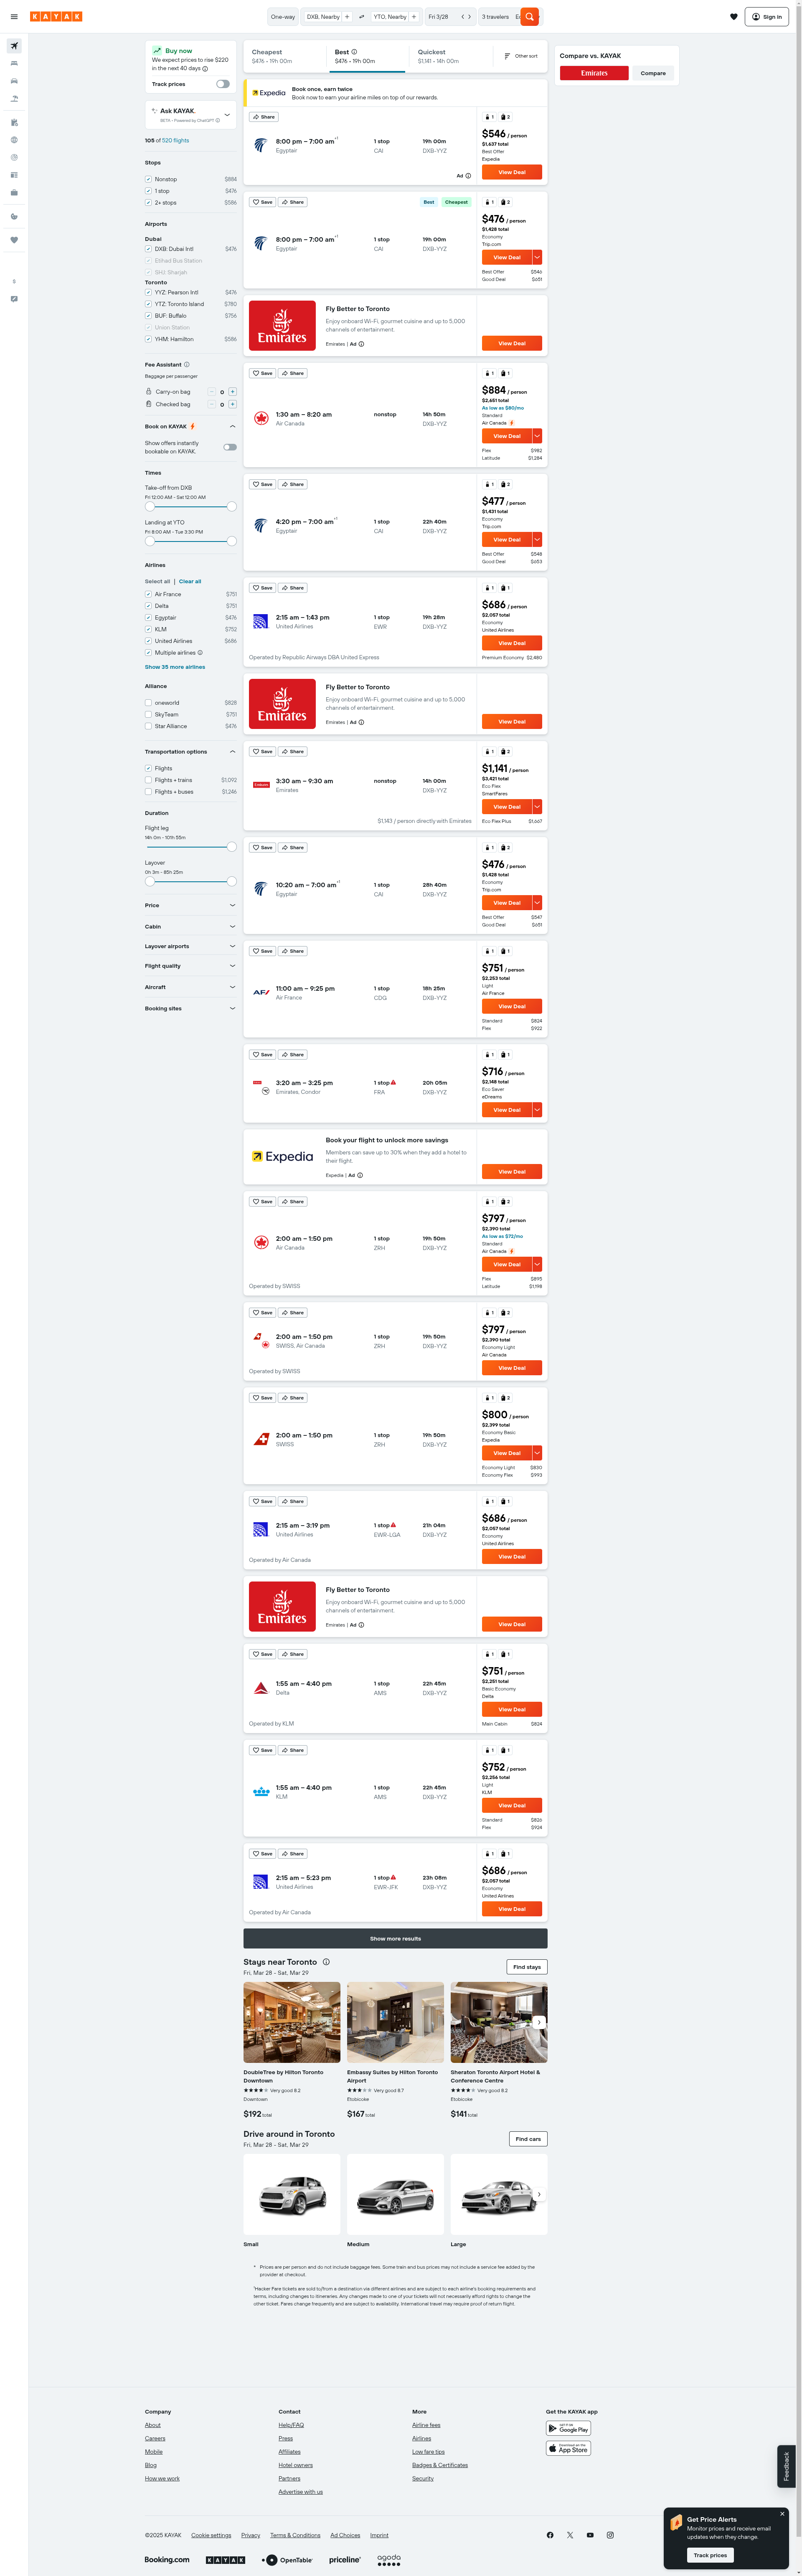 KAYAK
One-way
DXB, Nearby
YTO, Nearby
Fri 3/28
3 travelers
Sign in
Buy now
We expect prices to rise $220
in the next 40 days
Track prices
Ask KAYAK.
BETA • Powered by ChatGPT
105 of 520 flights
Stops
Nonstop $884
1 stop $476
2+ stops $586
Airports
Dubai
DXB: Dubai Intl $476
Etihad Bus Station
SHJ: Sharjah
Toronto
YYZ: Pearson Intl $476
YTZ: Toronto Island $780
BUF: Buffalo $756
Union Station
YHM: Hamilton $586
Fee Assistant
Baggage per passenger
Carry-on bag 0
Checked bag 0
Book on KAYAK
Show offers instantly
bookable on KAYAK.
Times
Take-off from DXB
Fri 12:00 AM - Sat 12:00 AM
Landing at YTO
Fri 8:00 AM - Tue 3:30 PM
Airlines
Select all | Clear all
Air France $751
Delta $751
Egyptair $476
KLM $752
United Airlines $686
Multiple airlines
Show 35 more airlines
Alliance
oneworld $828
SkyTeam $751
Star Alliance $476
Transportation options
Flights
Flights + trains $1,092
Flights + buses $1,246
Duration
Flight leg
14h 0m - 101h 55m
Layover
0h 3m - 85h 25m
Price
Cabin
Layover airports
Flight quality
Aircraft
Booking sites
Cheapest
$476 • 19h 00m
Best
$476 • 19h 00m
Quickest
$1,141 • 14h 00m
Other sort
Compare vs. KAYAK
Emirates
Compare
Expedia
Book once, earn twice
Book now to earn your airline miles on top of our rewards.
Share
8:00 pm – 7:00 am+1
Egyptair
1 stop
CAI
19h 00m
DXB-YYZ
Ad
1 2
$546 / person
$1,637 total
Best Offer
Expedia
View Deal
Save Share
Best Cheapest
8:00 pm – 7:00 am+1
Egyptair
1 stop
CAI
19h 00m
DXB-YYZ
1 2
$476 / person
$1,428 total
Economy
Trip.com
View Deal
Best Offer $546
Good Deal $651
Emirates
Fly Better to Toronto
Enjoy onboard Wi-Fi, gourmet cuisine and up to 5,000
channels of entertainment.
Emirates | Ad
View Deal
Save Share
1:30 am – 8:20 am
Air Canada
nonstop
14h 50m
DXB-YYZ
1 1
$884 / person
$2,651 total
As low as $80/mo
Standard
Air Canada
View Deal
Flex $982
Latitude $1,284
Save Share
4:20 pm – 7:00 am+1
Egyptair
1 stop
CAI
22h 40m
DXB-YYZ
1 2
$477 / person
$1,431 total
Economy
Trip.com
View Deal
Best Offer $548
Good Deal $653
Save Share
2:15 am – 1:43 pm
United Airlines
1 stop
EWR
19h 28m
DXB-YYZ
Operated by Republic Airways DBA United Express
1 1
$686 / person
$2,057 total
Economy
United Airlines
View Deal
Premium Economy $2,480
Emirates
Fly Better to Toronto
Enjoy onboard Wi-Fi, gourmet cuisine and up to 5,000
channels of entertainment.
Emirates | Ad
View Deal
Save Share
3:30 am – 9:30 am
Emirates
nonstop
14h 00m
DXB-YYZ
$1,143 / person directly with Emirates
1 2
$1,141 / person
$3,421 total
Eco Flex
SmartFares
View Deal
Eco Flex Plus $1,667
Save Share
10:20 am – 7:00 am+1
Egyptair
1 stop
CAI
28h 40m
DXB-YYZ
1 2
$476 / person
$1,428 total
Economy
Trip.com
View Deal
Best Offer $547
Good Deal $651
Save Share
11:00 am – 9:25 pm
Air France
1 stop
CDG
18h 25m
DXB-YYZ
1 1
$751 / person
$2,253 total
Light
Air France
View Deal
Standard $824
Flex $922
Save Share
3:20 am – 3:25 pm
Emirates, Condor
1 stop
FRA
20h 05m
DXB-YYZ
1 1
$716 / person
$2,148 total
Eco Saver
eDreams
View Deal
Expedia
Book your flight to unlock more savings
Members can save up to 30% when they add a hotel to
their flight.
Expedia | Ad
View Deal
Save Share
2:00 am – 1:50 pm
Air Canada
1 stop
ZRH
19h 50m
DXB-YYZ
Operated by SWISS
1 2
$797 / person
$2,390 total
As low as $72/mo
Standard
Air Canada
View Deal
Flex $895
Latitude $1,198
Save Share
2:00 am – 1:50 pm
SWISS, Air Canada
1 stop
ZRH
19h 50m
DXB-YYZ
Operated by SWISS
1 2
$797 / person
$2,390 total
Economy Light
Air Canada
View Deal
Save Share
2:00 am – 1:50 pm
SWISS
1 stop
ZRH
19h 50m
DXB-YYZ
1 2
$800 / person
$2,399 total
Economy Basic
Expedia
View Deal
Economy Light $830
Economy Flex $993
Save Share
2:15 am – 3:19 pm
United Airlines
1 stop
EWR-LGA
21h 04m
DXB-YYZ
Operated by Air Canada
1 1
$686 / person
$2,057 total
Economy
United Airlines
View Deal
Emirates
Fly Better to Toronto
Enjoy onboard Wi-Fi, gourmet cuisine and up to 5,000
channels of entertainment.
Emirates | Ad
View Deal
Save Share
1:55 am – 4:40 pm
Delta
1 stop
AMS
22h 45m
DXB-YYZ
Operated by KLM
1 1
$751 / person
$2,251 total
Basic Economy
Delta
View Deal
Main Cabin $824
Save Share
1:55 am – 4:40 pm
KLM
1 stop
AMS
22h 45m
DXB-YYZ
1 1
$752 / person
$2,256 total
Light
KLM
View Deal
Standard $826
Flex $924
Save Share
2:15 am – 5:23 pm
United Airlines
1 stop
EWR-JFK
23h 08m
DXB-YYZ
Operated by Air Canada
1 1
$686 / person
$2,057 total
Economy
United Airlines
View Deal
Show more results
Stays near Toronto
Fri, Mar 28 - Sat, Mar 29
Find stays
DoubleTree by Hilton Toronto
Downtown
Very good 8.2
Downtown
$192 total
Embassy Suites by Hilton Toronto
Airport
Very good 8.7
Etobicoke
$167 total
Sheraton Toronto Airport Hotel &
Conference Centre
Very good 8.2
Etobicoke
$141 total
Drive around in Toronto
Fri, Mar 28 - Sat, Mar 29
Find cars
Small
Medium
Large
* Prices are per person and do not include baggage fees. Some train and bus prices may not include a service fee added by the
provider at checkout.
¹Hacker Fare tickets are sold by/from a destination via different airlines and are subject to each airline's booking requirements and
terms, including changes to itineraries. Any changes made to one of your tickets will not necessarily afford rights to change the
other ticket. Fares change frequently and are subject to availability. International travel may require proof of return flight.
Company
About
Careers
Mobile
Blog
How we work
Contact
Help/FAQ
Press
Affiliates
Hotel owners
Partners
Advertise with us
More
Airline fees
Airlines
Low fare tips
Badges & Certificates
Security
Get the KAYAK app
GET IT ON
Google Play
Download on the
App Store
Feedback
©2025 KAYAK
Cookie settings
Privacy
Terms & Conditions
Ad Choices
Imprint
Booking.com
KAYAK
OpenTable
priceline
agoda
Get Price Alerts
Monitor prices and receive email
updates when they change.
Track prices